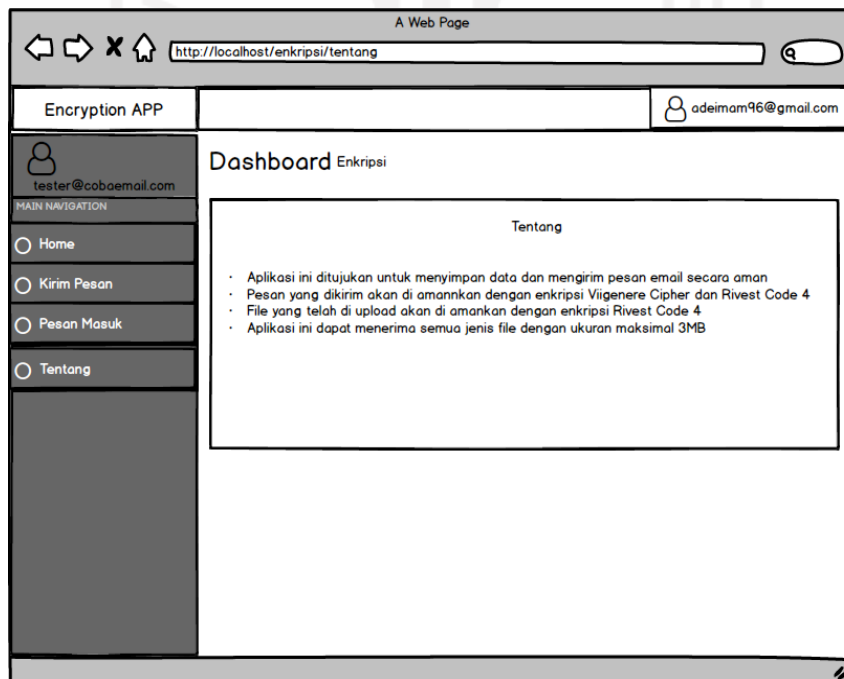 A Web Page
http://localhost/enkripsi/tentang
Encryption APP
adeimam96@gmail.com
tester@cobaemail.com
MAIN NAVIGATION
Home
Kirim Pesan
Pesan Masuk
Tentang
Dashboard Enkripsi
Tentang
· Aplikasi ini ditujukan untuk menyimpan data dan mengirim pesan email secara aman
· Pesan yang dikirim akan di amannkan dengan enkripsi Viigenere Cipher dan Rivest Code 4
· File yang telah di upload akan di amankan dengan enkripsi Rivest Code 4
· Aplikasi ini dapat menerima semua jenis file dengan ukuran maksimal 3MB